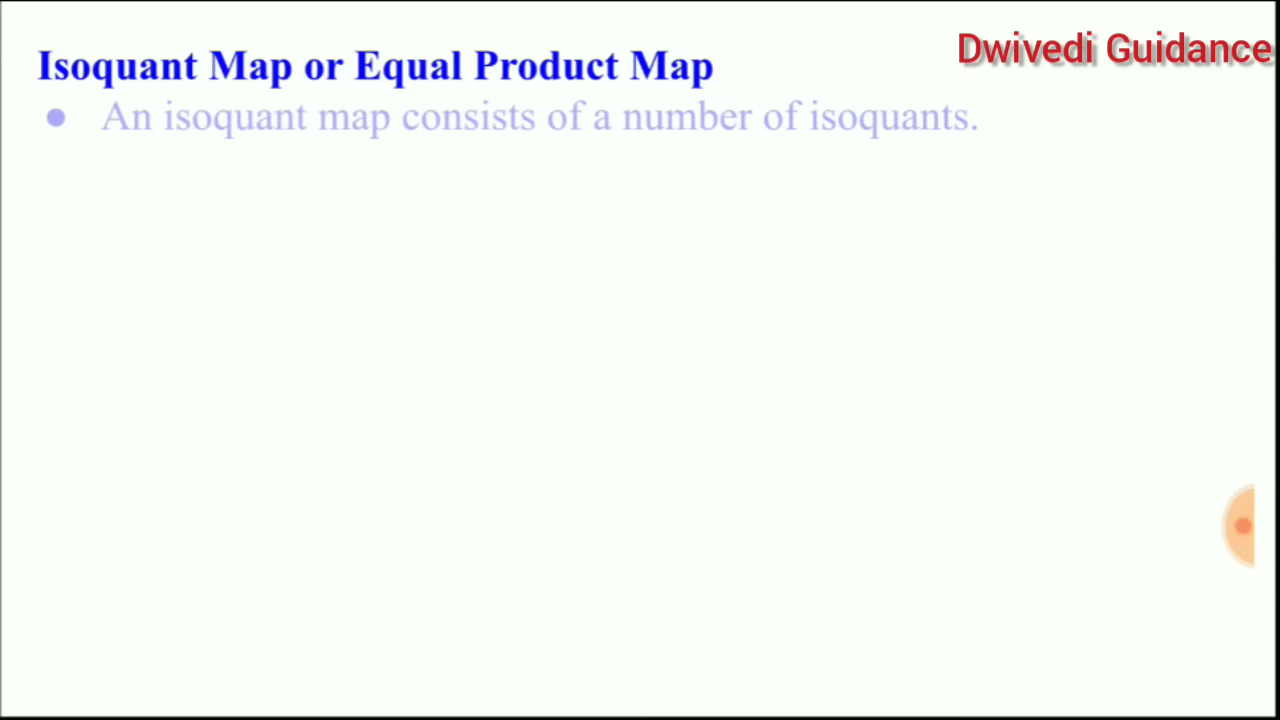 Dwivedi Guidance
Isoquant Map or Equal Product Map
● An isoquant map consists of a number of isoquants.